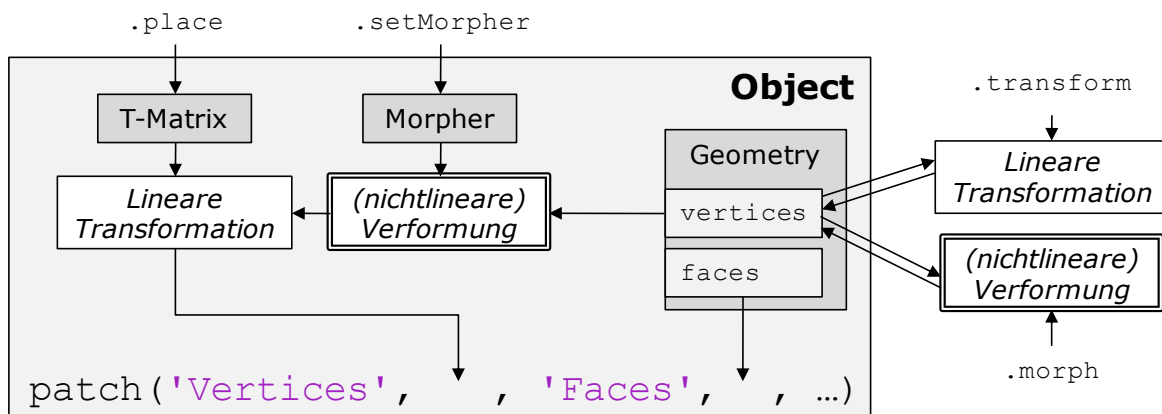 .place
.setMorpher
Object
.transform
T-Matrix
Morpher
Geometry
Lineare
Transformation
(nichtlineare)
Verformung
vertices
faces
Lineare
Transformation
(nichtlineare)
Verformung
.morph
patch('Vertices', , 'Faces', , …)